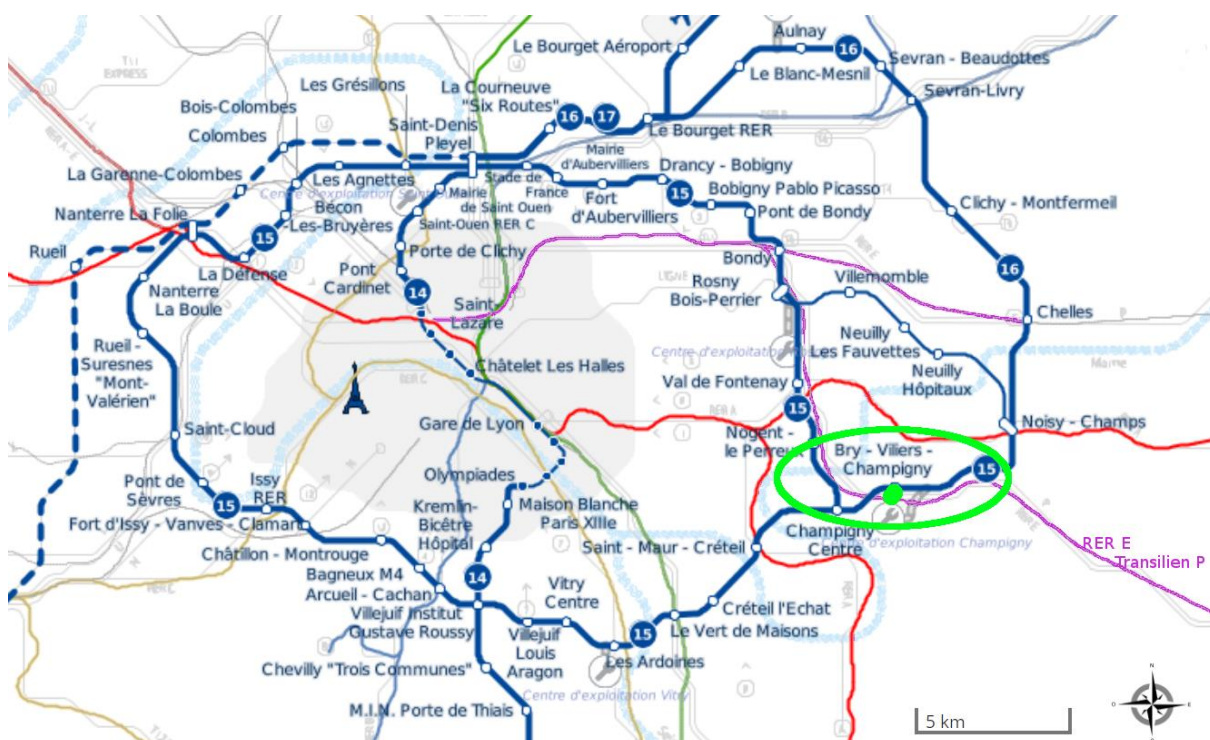 Le Bourget Aéroport
Aulnay
16
Le Blanc-Mesnil
Sevran - Beaudottes
Sevran-Livry
Les Grésillons
La Courneuve
"Six Routes"
16
17
Le Bourget RER
Bois-Colombes
Colombes
Saint-Denis
Pleyel
Mairie
d'Aubervilliers
Drancy - Bobigny
La Garenne-Colombes
Les Agnettes
Stade de
France
Mairie
de Saint Ouen
Fort
d'Aubervilliers
15
Bobigny Pablo Picasso
Pont de Bondy
Clichy - Montfermeil
Nanterre La Folie
Bécon
-Les-Bruyères
Saint-Ouen RER C
15
Rueil
La Défense
Porte de Clichy
Bondy
Nanterre
La Boule
Pont
Cardinet
14
Saint-
Lazare
Rosny
Bois-Perrier
Villemomble
16
Chelles
Rueil -
Suresnes
"Mont-
Valérien"
Neuilly
Les Fauvettes
Neuilly
Hôpitaux
Marne
Châtelet Les Halles
RER C
Val de Fontenay
RER A
15
Saint-Cloud
Gare de Lyon
Nogent -
le Perreux
Noisy - Champs
Bry - Viliers -
Champigny
15
Pont de
Sèvres
15
Issy
RER
Olympiades
Fort d'Issy - Vanves - Clamart
Kremlin-
Bicêtre
Hôpital
Maison Blanche
Paris XIIIe
Saint - Maur - Créteil
Champigny
Centre
Centre d'exploitation Champigny
RER E
Transilien P
Châtillon - Montrouge
Bagneux M4
Arcueil - Cachan
14
Vitry
Centre
RER A
Villejuif Institut
Gustave Roussy
Créteil l'Echat
Villejuif
Louis
Aragon
15
Le Vert de Maisons
Les Ardoines
Chevilly "Trois Communes"
Centre d'exploitation Vitry
M.I.N. Porte de Thiais
5 km